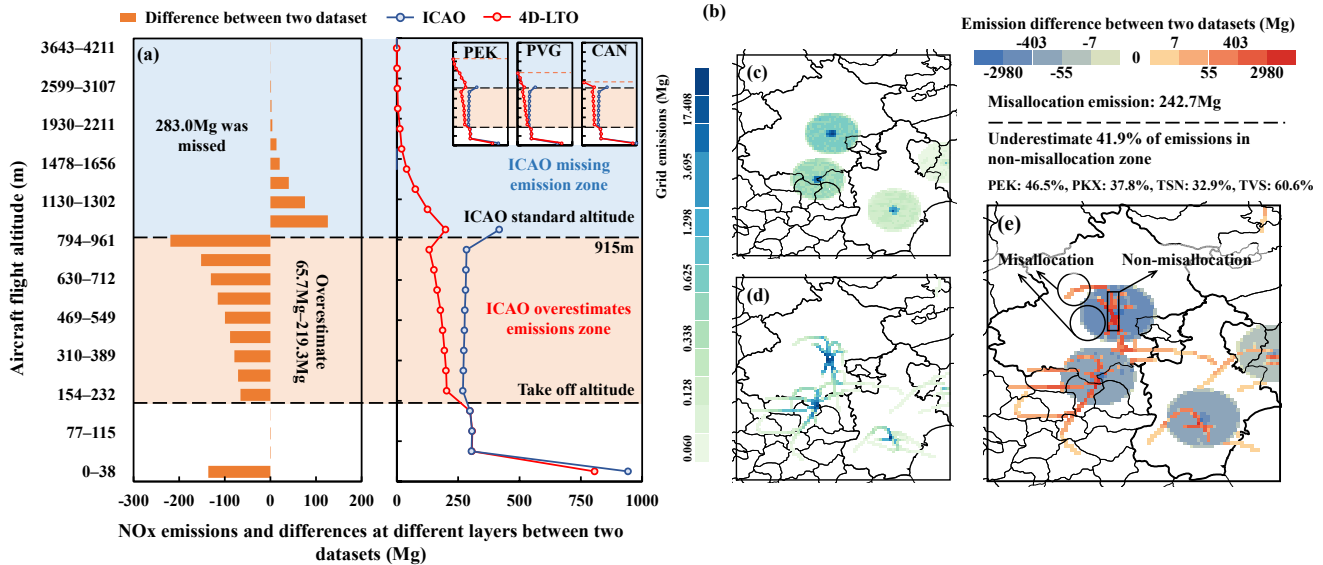 Difference between two dataset
ICAO
4D-LTO
(a)
Aircraft flight altitude (m)
3643–4211
2599–3107
1930–2211
1478–1656
1130–1302
794–961
630–712
469–549
310–389
154–232
77–115
0–38
283.0Mg was
missed
Overestimate
65.7Mg–219.3Mg
PEK
PVG
CAN
ICAO missing
emission zone
ICAO standard altitude
915m
ICAO overestimates
emissions zone
Take off altitude
-300
-200
-100
0
100
200
0
250
500
750
1000
NOx emissions and differences at different layers between two
datasets (Mg)
(b)
Grid emissions (Mg)
17.408
3.095
1.298
0.625
0.338
0.128
0.060
(c)
(d)
Emission difference between two datasets (Mg)
-403
-7
7
403
0
-2980
-55
55
2980
Misallocation emission: 242.7Mg
Underestimate 41.9% of emissions in
non-misallocation zone
PEK: 46.5%, PKX: 37.8%, TSN: 32.9%, TVS: 60.6%
(e)
Misallocation
Non-misallocation